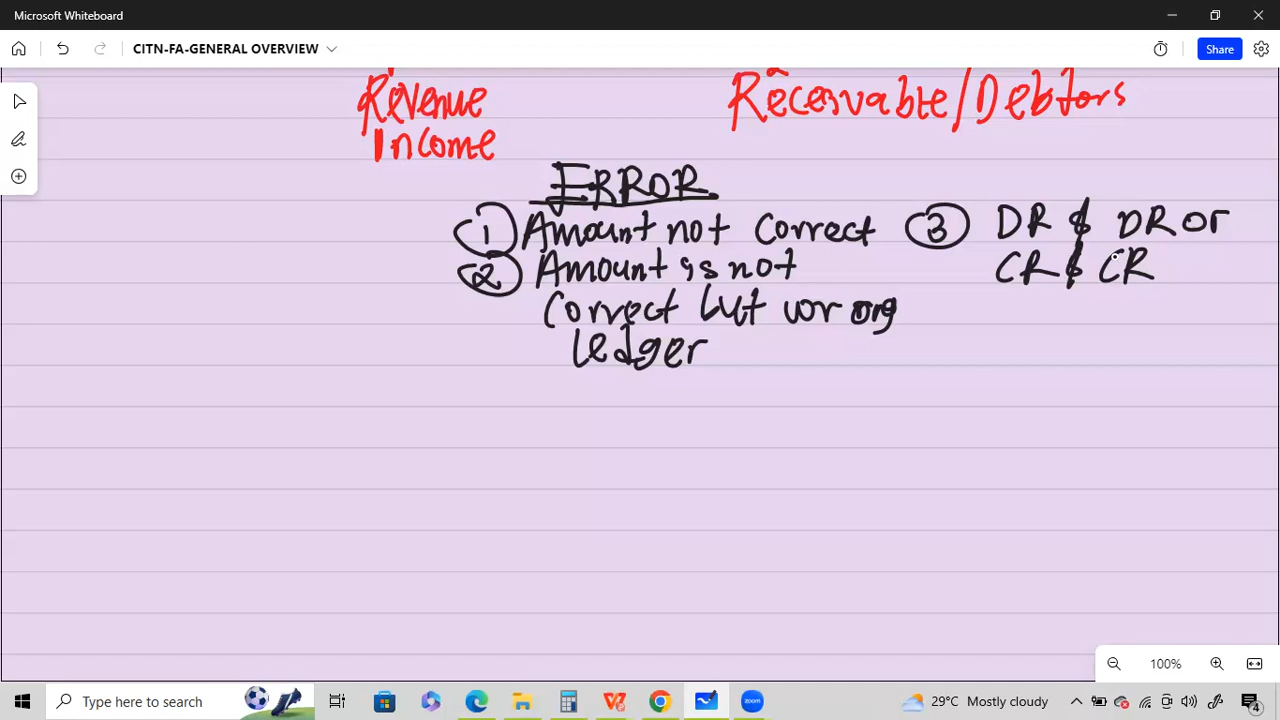 Microsoft Whiteboard
CITN-FA-GENERAL OVERVIEW
Share
Revenue
Income
Receivable/Debtors
ERROR
1 Amount not Correct
2 Amount is not
Correct but wrong
ledger
3 DR & DR or
CR & CR
100%
Type here to search
zoom
29°C Mostly cloudy
4